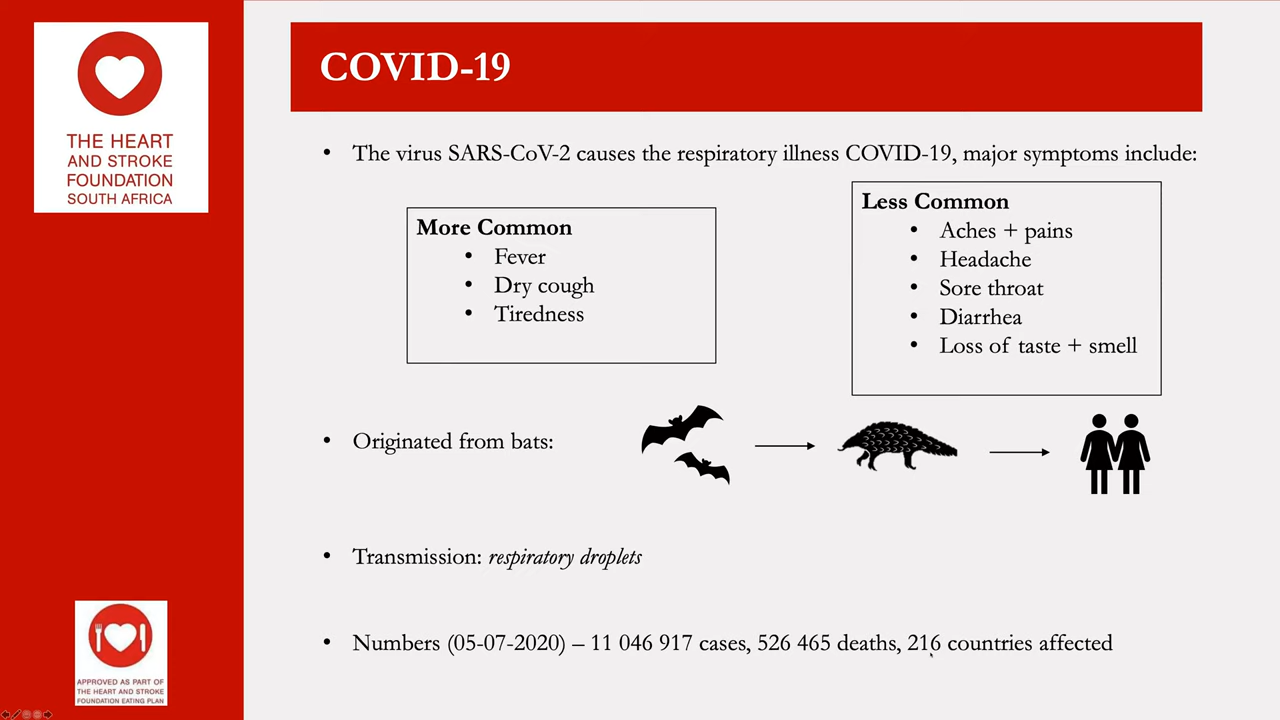 THE HEART
AND STROKE
FOUNDATION
SOUTH AFRICA
COVID-19
• The virus SARS-CoV-2 causes the respiratory illness COVID-19, major symptoms include:
More Common
• Fever
• Dry cough
• Tiredness
Less Common
• Aches + pains
• Headache
• Sore throat
• Diarrhea
• Loss of taste + smell
• Originated from bats:
• Transmission: respiratory droplets
• Numbers (05-07-2020) – 11 046 917 cases, 526 465 deaths, 216 countries affected
APPROVED AS PART OF
THE HEART AND STROKE
FOUNDATION EATING PLAN